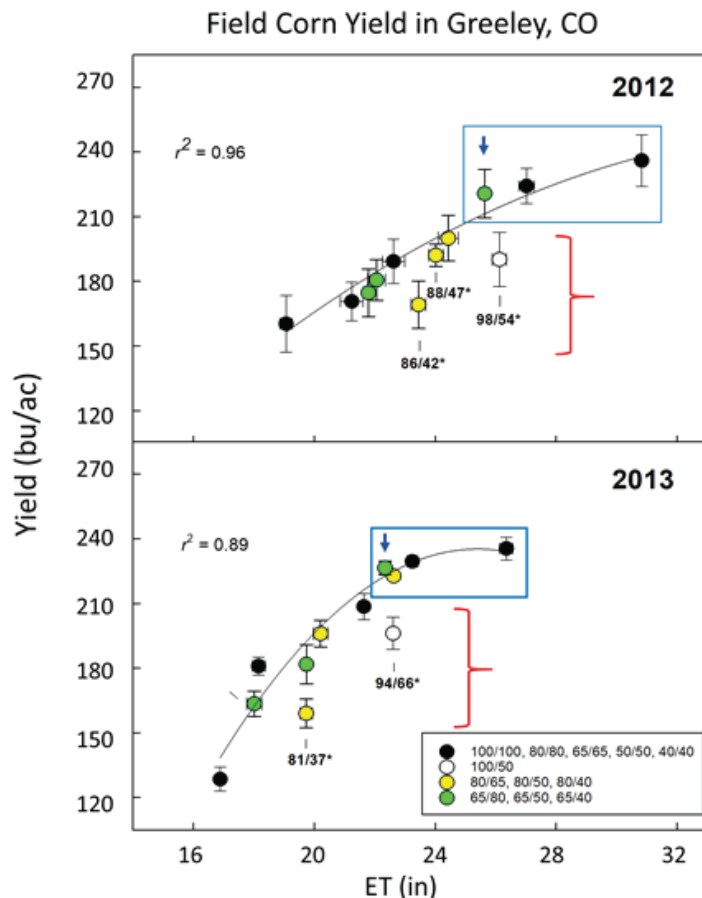 Field Corn Yield in Greeley, CO
Yield (bu/ac)
2012
r² = 0.96
270
240
210
180
150
120
88/47*
98/54*
86/42*
2013
r² = 0.89
270
240
210
180
150
120
94/66*
81/37*
100/100, 80/80, 65/65, 50/50, 40/40
100/50
80/65, 80/50, 80/40
65/80, 65/50, 65/40
16 20 24 28 32
ET (in)